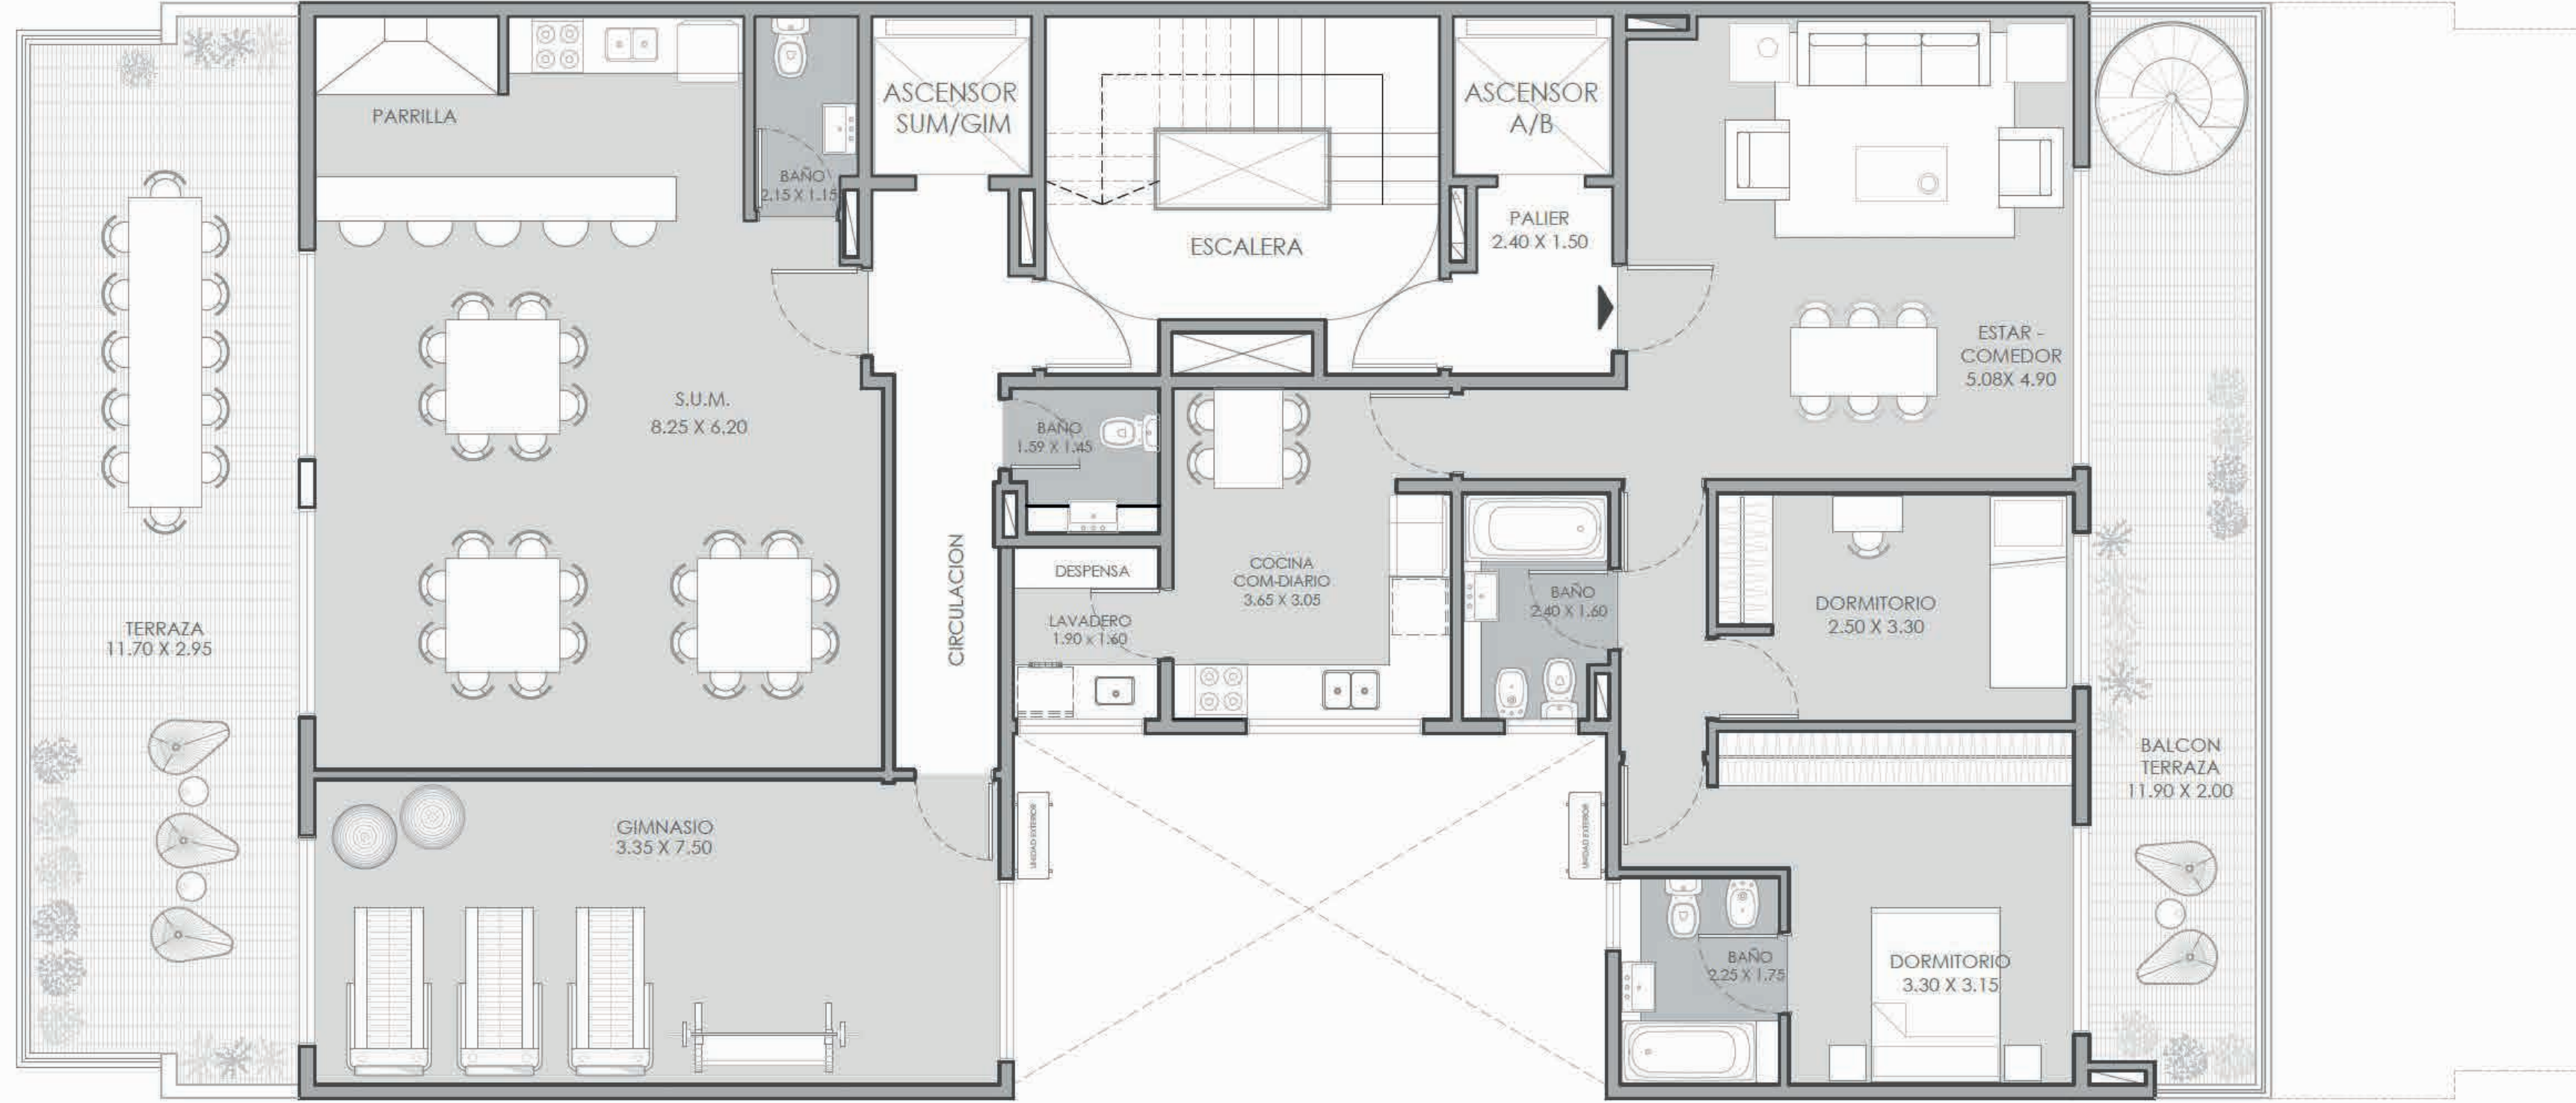 PARRILLA
BAÑO
2.15 X 1.15
ASCENSOR
SUM/GIM
ESCALERA
ASCENSOR
A/B
PALIER
2.40 X 1.50
ESTAR -
COMEDOR
5.08X 4.90
S.U.M.
8.25 X 6.20
BAÑO
1.59 X 1.45
CIRCULACION
DESPENSA
LAVADERO
1.90 x 1.60
COCINA
COM-DIARIO
3.65 X 3.05
BAÑO
2.40 X 1.60
DORMITORIO
2.50 X 3.30
TERRAZA
11.70 X 2.95
BALCON
TERRAZA
11.90 X 2.00
GIMNASIO
3.35 X 7.50
UNIDAD EXTERIOR
UNIDAD EXTERIOR
BAÑO
2.25 X 1.75
DORMITORIO
3.30 X 3.15